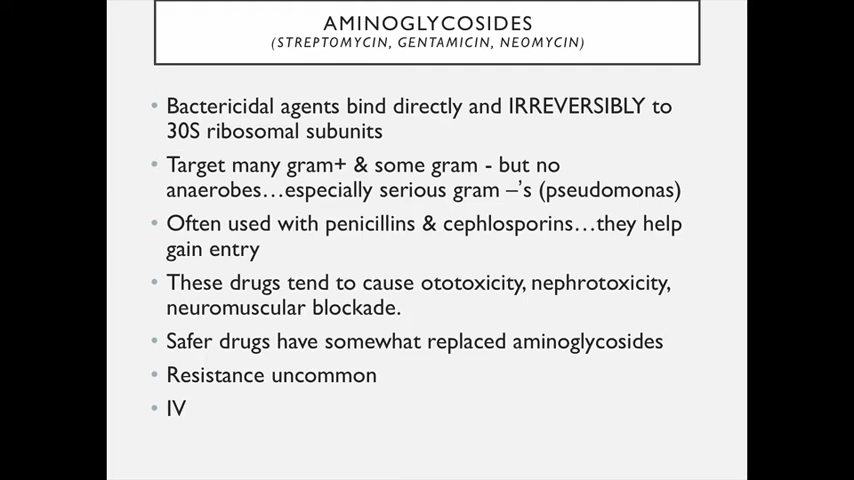 AMINOGLYCOSIDES
(STREPTOMYCIN, GENTAMICIN, NEOMYCIN)
• Bactericidal agents bind directly and IRREVERSIBLY to
30S ribosomal subunits
• Target many gram+ & some gram - but no
anaerobes…especially serious gram –'s (pseudomonas)
• Often used with penicillins & cephlosporins…they help
gain entry
• These drugs tend to cause ototoxicity, nephrotoxicity,
neuromuscular blockade.
• Safer drugs have somewhat replaced aminoglycosides
• Resistance uncommon
• IV